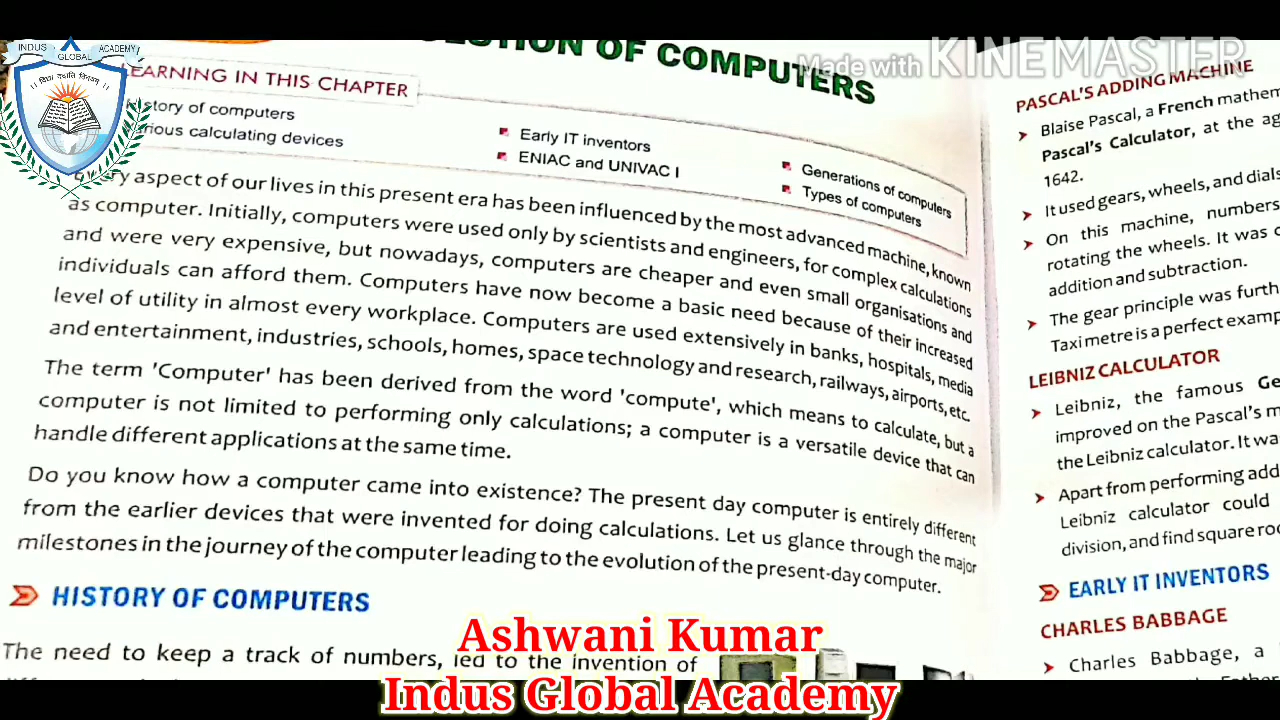 INDUS GLOBAL ACADEMY
Made with KINEMASTER
OF COMPUTERS
LEARNING IN THIS CHAPTER
of computers
calculating devices
Early IT inventors
ENIAC and UNIVAC I
Generations of computers
Types of computers
aspect of our lives in this present era has been influenced by the most advanced machine, known
as computer. Initially, computers were used only by scientists and engineers, for complex calculations
and were very expensive, but nowadays, computers are cheaper and even small organisations and
individuals can afford them. Computers have now become a basic need because of their increased
level of utility in almost every workplace. Computers are used extensively in banks, hospitals, media
and entertainment, industries, schools, homes, space technology and research, railways, airports, etc.
The term 'Computer' has been derived from the word 'compute', which means to calculate, but a
computer is not limited to performing only calculations; a computer is a versatile device that can
handle different applications at the same time.
Do you know how a computer came into existence? The present day computer is entirely different
from the earlier devices that were invented for doing calculations. Let us glance through the major
milestones in the journey of the computer leading to the evolution of the present-day computer.
HISTORY OF COMPUTERS
The need to keep a track of numbers, led to the invention of
PASCAL'S ADDING MACHINE
Blaise Pascal, a French
Pascal's Calculator, at the
1642.
It used gears, wheels, and dials
On this machine, numbers
rotating the wheels. It was
addition and subtraction.
The gear principle was
Taxi metre is a perfect
LEIBNIZ CALCULATOR
Leibniz, the famous
improved on the Pascal's
the Leibniz calculator. It
Apart from performing
Leibniz calculator could
division, and find square
EARLY IT INVENTORS
CHARLES BABBAGE
Charles Babbage, a
Ashwani Kumar
Indus Global Academy